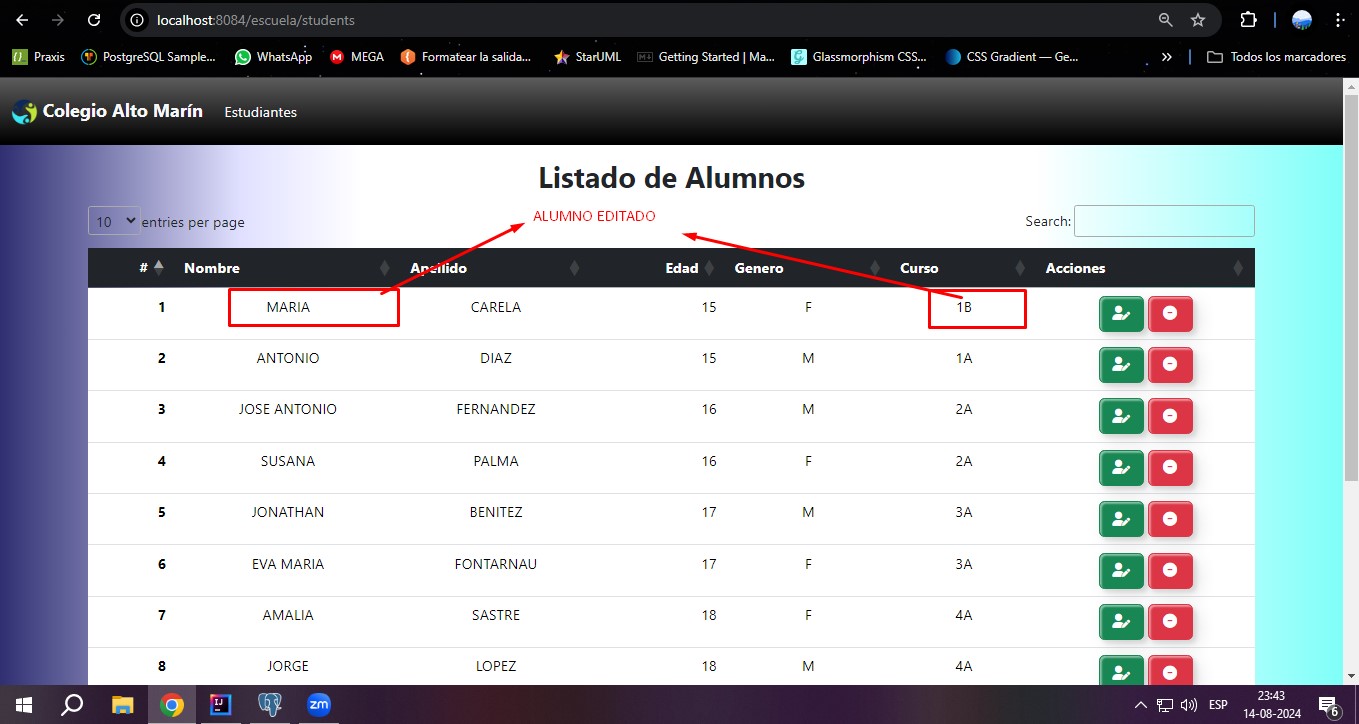 localhost:8084/escuela/students
Praxis PostgreSQL Sample... WhatsApp MEGA Formatear la salida... StarUML Getting Started | Ma... Glassmorphism CSS... CSS Gradient — Ge... » Todos los marcadores
Colegio Alto Marín Estudiantes
Listado de Alumnos
ALUMNO EDITADO
10 entries per page Search:
# Nombre Apellido Edad Genero Curso Acciones
1 MARIA CARELA 15 F 1B
2 ANTONIO DIAZ 15 M 1A
3 JOSE ANTONIO FERNANDEZ 16 M 2A
4 SUSANA PALMA 16 F 2A
5 JONATHAN BENITEZ 17 M 3A
6 EVA MARIA FONTARNAU 17 F 3A
7 AMALIA SASTRE 18 F 4A
8 JORGE LOPEZ 18 M 4A
IJ zm ESP 23:43
14-08-2024 6